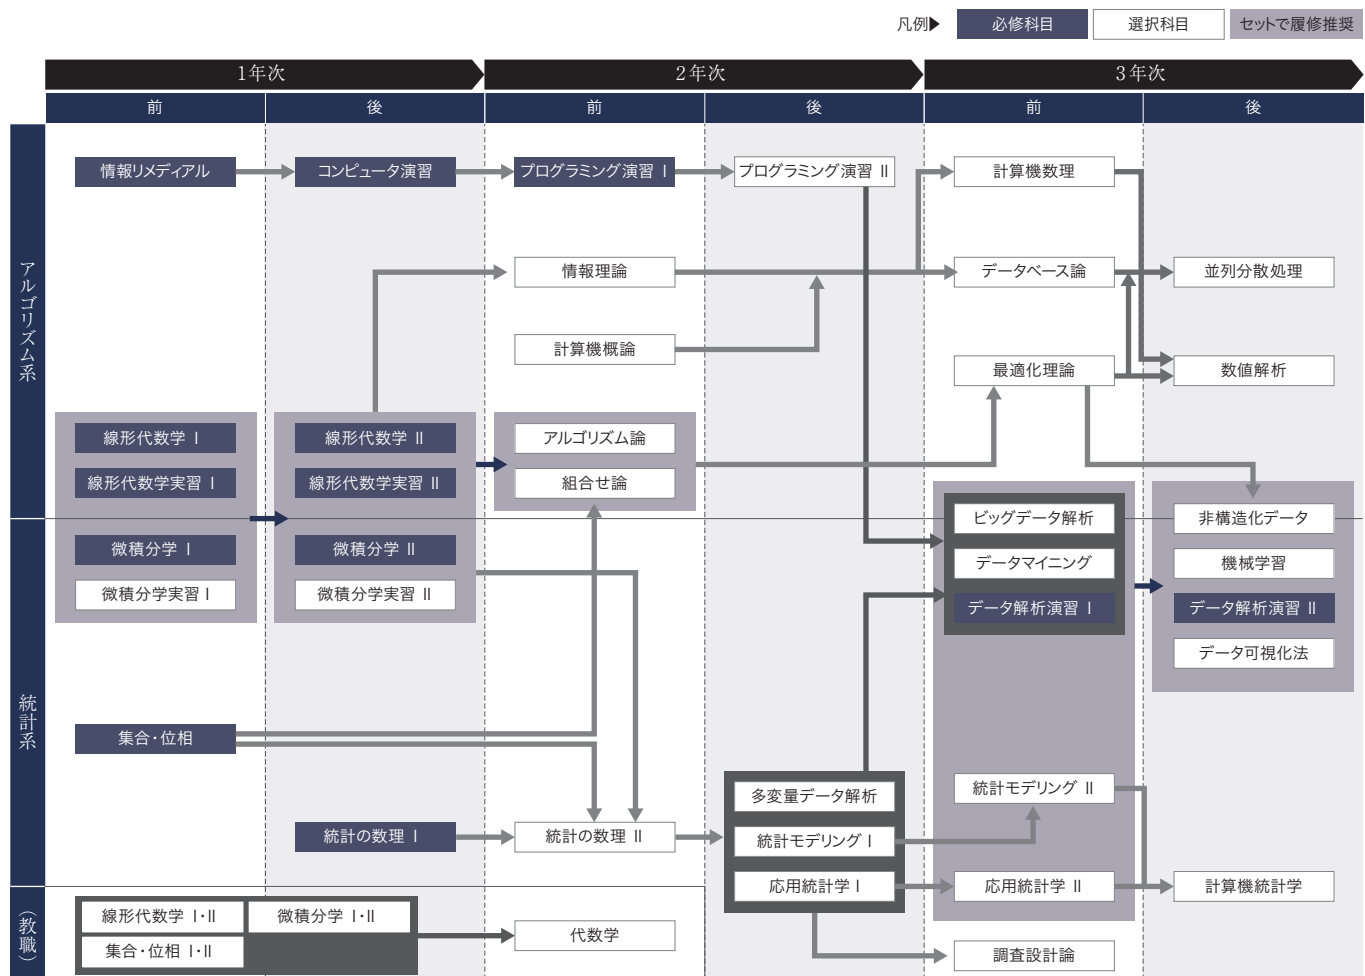 凡例▶ 必修科目 選択科目 セットで履修推奨
1年次 2年次 3年次
前 後 前 後 前 後
アルゴリズム系
情報リメディアル コンピュータ演習 プログラミング演習 Ⅰ プログラミング演習 Ⅱ 計算機数理
情報理論 データベース論 並列分散処理
計算機概論
最適化理論 数値解析
線形代数学 Ⅰ 線形代数学 Ⅱ アルゴリズム論
線形代数学実習 Ⅰ 線形代数学実習 Ⅱ 組合せ論
統計系
ビッグデータ解析 非構造化データ
微積分学 Ⅰ 微積分学 Ⅱ データマイニング 機械学習
微積分学実習 Ⅰ 微積分学実習 Ⅱ データ解析演習 Ⅰ データ解析演習 Ⅱ
データ可視化法
集合・位相
多変量データ解析 統計モデリング Ⅱ
統計の数理 Ⅰ 統計の数理 Ⅱ 統計モデリング Ⅰ
応用統計学 Ⅰ 応用統計学 Ⅱ 計算機統計学
(教職)
線形代数学 Ⅰ・Ⅱ 微積分学 Ⅰ・Ⅱ
代数学
集合・位相 Ⅰ・Ⅱ 調査設計論